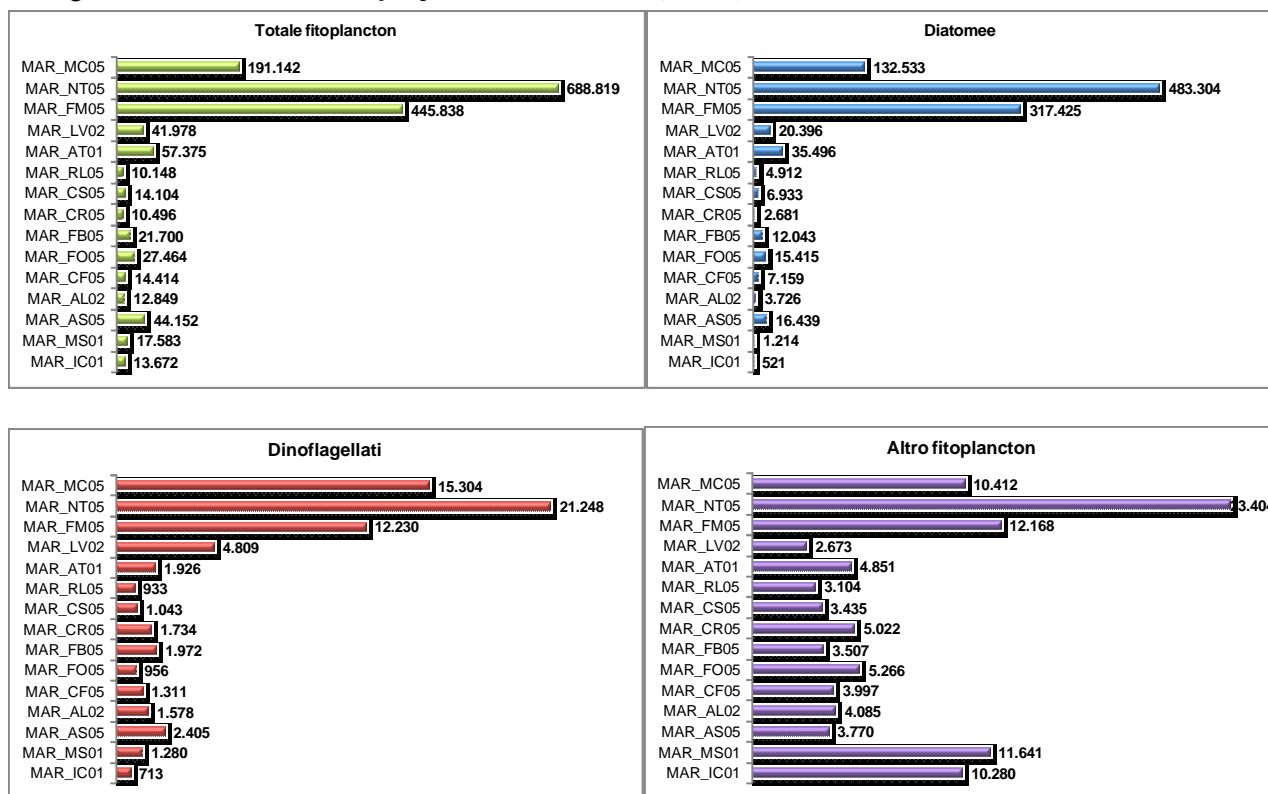 Totale fitoplancton
MAR_MC05 191.142
MAR_NT05 688.819
MAR_FM05 445.838
MAR_LV02 41.978
MAR_AT01 57.375
MAR_RL05 10.148
MAR_CS05 14.104
MAR_CR05 10.496
MAR_FB05 21.700
MAR_FO05 27.464
MAR_CF05 14.414
MAR_AL02 12.849
MAR_AS05 44.152
MAR_MS01 17.583
MAR_IC01 13.672
Diatomee
MAR_MC05 132.533
MAR_NT05 483.304
MAR_FM05 317.425
MAR_LV02 20.396
MAR_AT01 35.496
MAR_RL05 4.912
MAR_CS05 6.933
MAR_CR05 2.681
MAR_FB05 12.043
MAR_FO05 15.415
MAR_CF05 7.159
MAR_AL02 3.726
MAR_AS05 16.439
MAR_MS01 1.214
MAR_IC01 521
Dinoflagellati
MAR_MC05 15.304
MAR_NT05 21.248
MAR_FM05 12.230
MAR_LV02 4.809
MAR_AT01 1.926
MAR_RL05 933
MAR_CS05 1.043
MAR_CR05 1.734
MAR_FB05 1.972
MAR_FO05 956
MAR_CF05 1.311
MAR_AL02 1.578
MAR_AS05 2.405
MAR_MS01 1.280
MAR_IC01 713
Altro fitoplancton
MAR_MC05 10.412
MAR_NT05
MAR_FM05 12.168
MAR_LV02 2.673
MAR_AT01 4.851
MAR_RL05 3.104
MAR_CS05 3.435
MAR_CR05 5.022
MAR_FB05 3.507
MAR_FO05 5.266
MAR_CF05 3.997
MAR_AL02 4.085
MAR_AS05 3.770
MAR_MS01 11.641
MAR_IC01 10.280